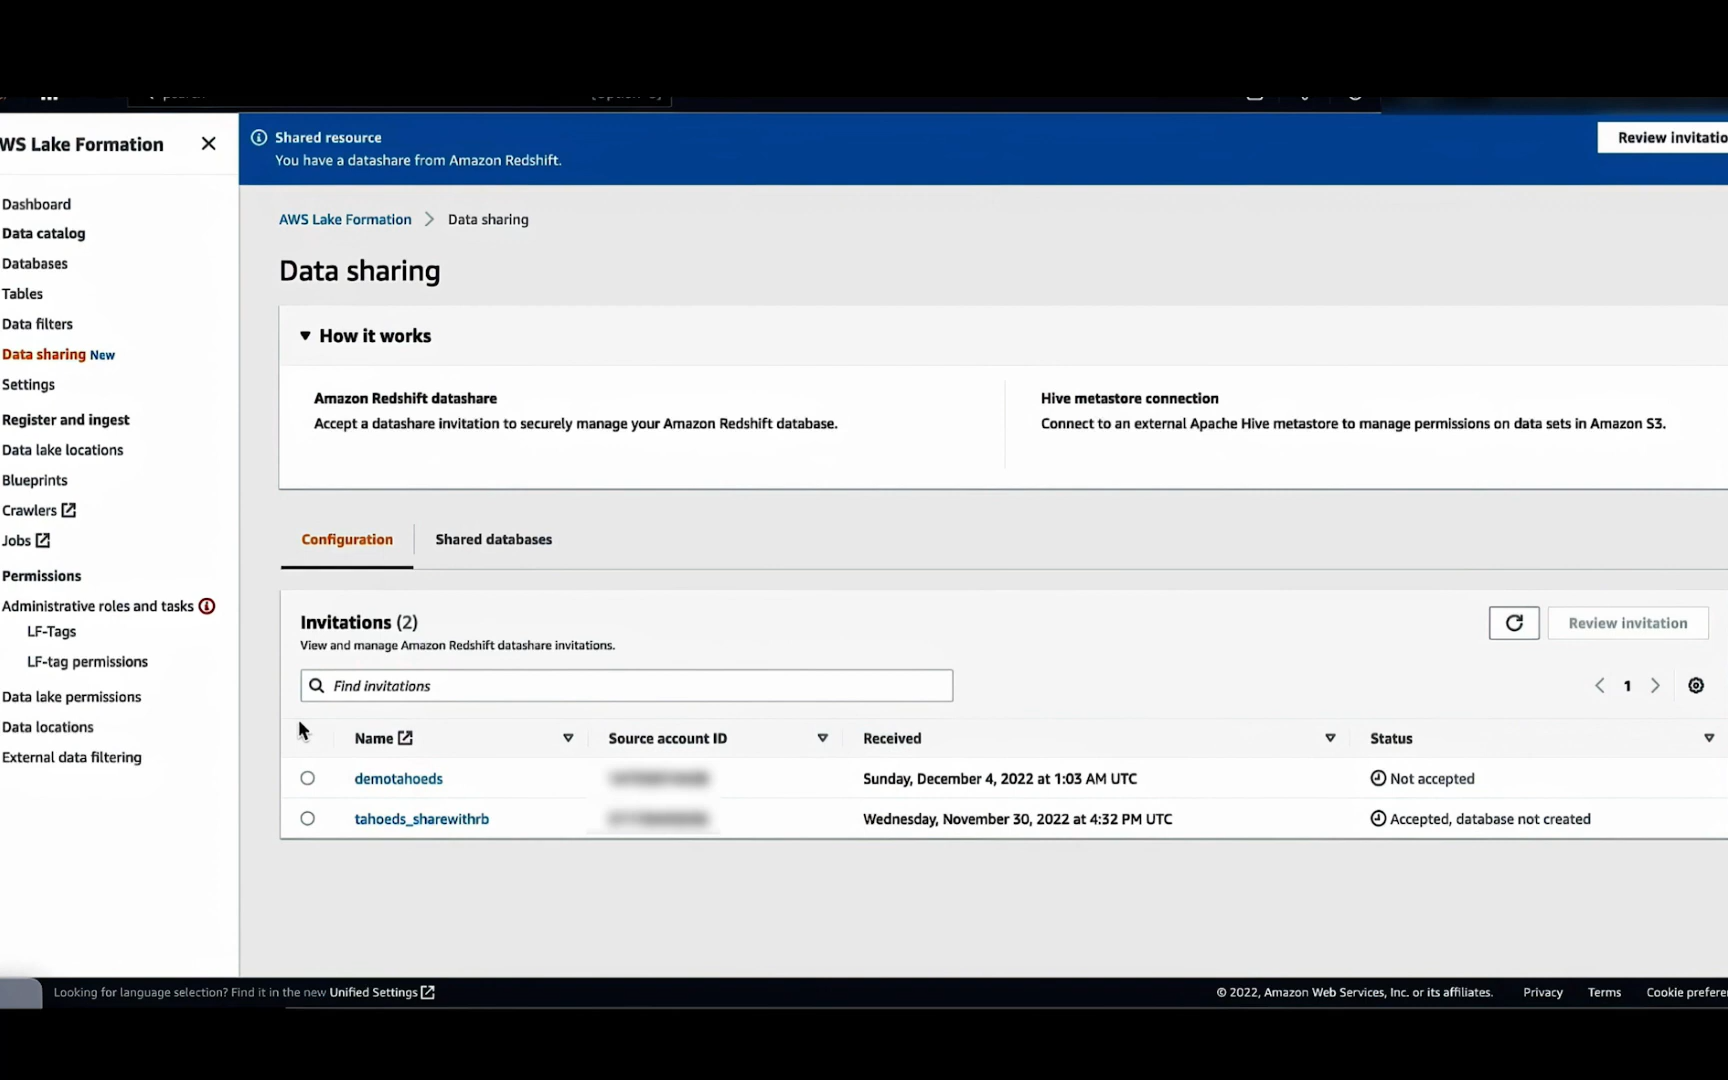 WS Lake Formation
Dashboard
Data catalog
Databases
Tables
Data filters
Data sharing New
Settings
Register and ingest
Data lake locations
Blueprints
Crawlers
Jobs
Permissions
Administrative roles and tasks
LF-Tags
LF-tag permissions
Data lake permissions
Data locations
External data filtering
Shared resource
You have a datashare from Amazon Redshift.
Review invitatio
AWS Lake Formation > Data sharing
Data sharing
How it works
Amazon Redshift datashare
Accept a datashare invitation to securely manage your Amazon Redshift database.
Hive metastore connection
Connect to an external Apache Hive metastore to manage permissions on data sets in Amazon S3.
Configuration
Shared databases
Invitations (2)
View and manage Amazon Redshift datashare invitations.
Review invitation
Find invitations
1
Name Source account ID Received Status
demotahoeds Sunday, December 4, 2022 at 1:03 AM UTC Not accepted
tahoeds_sharewithrb Wednesday, November 30, 2022 at 4:32 PM UTC Accepted, database not created
Looking for language selection? Find it in the new Unified Settings
© 2022, Amazon Web Services, Inc. or its affiliates. Privacy Terms Cookie prefere